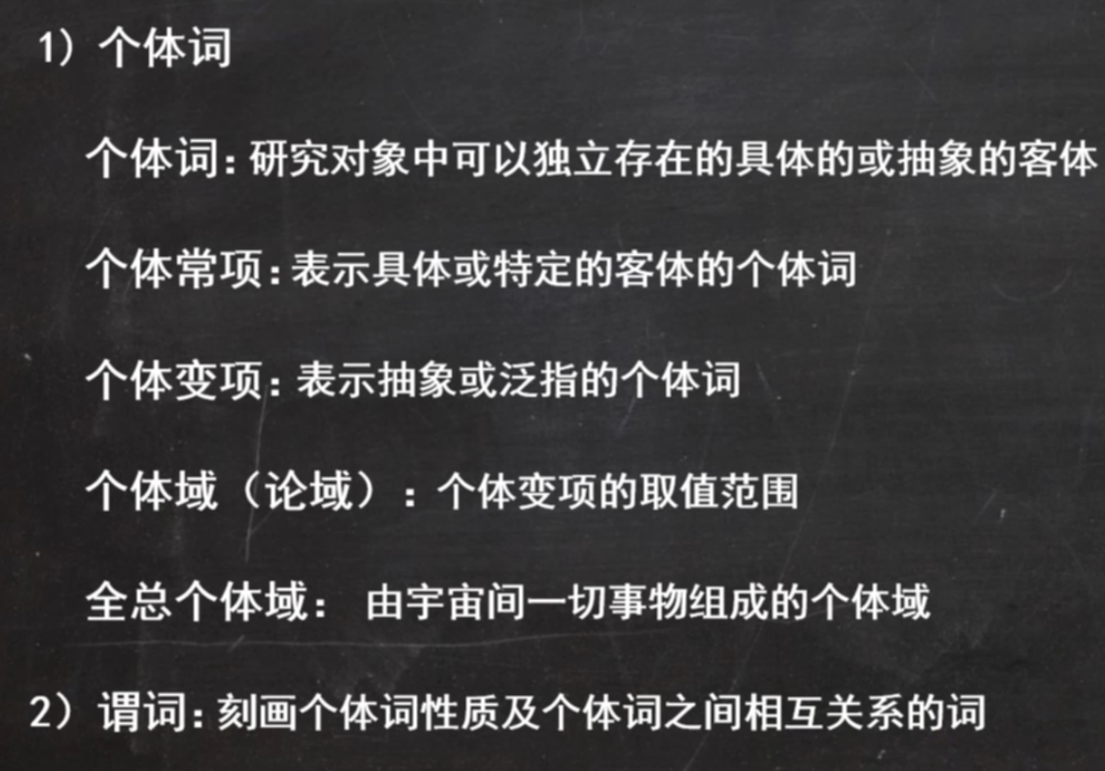 1）个体词
个体词：研究对象中可以独立存在的具体的或抽象的客体
个体常项：表示具体或特定的客体的个体词
个体变项：表示抽象或泛指的个体词
个体域（论域）：个体变项的取值范围
全总个体域： 由宇宙间一切事物组成的个体域
2）谓词：刻画个体词性质及个体词之间相互关系的词